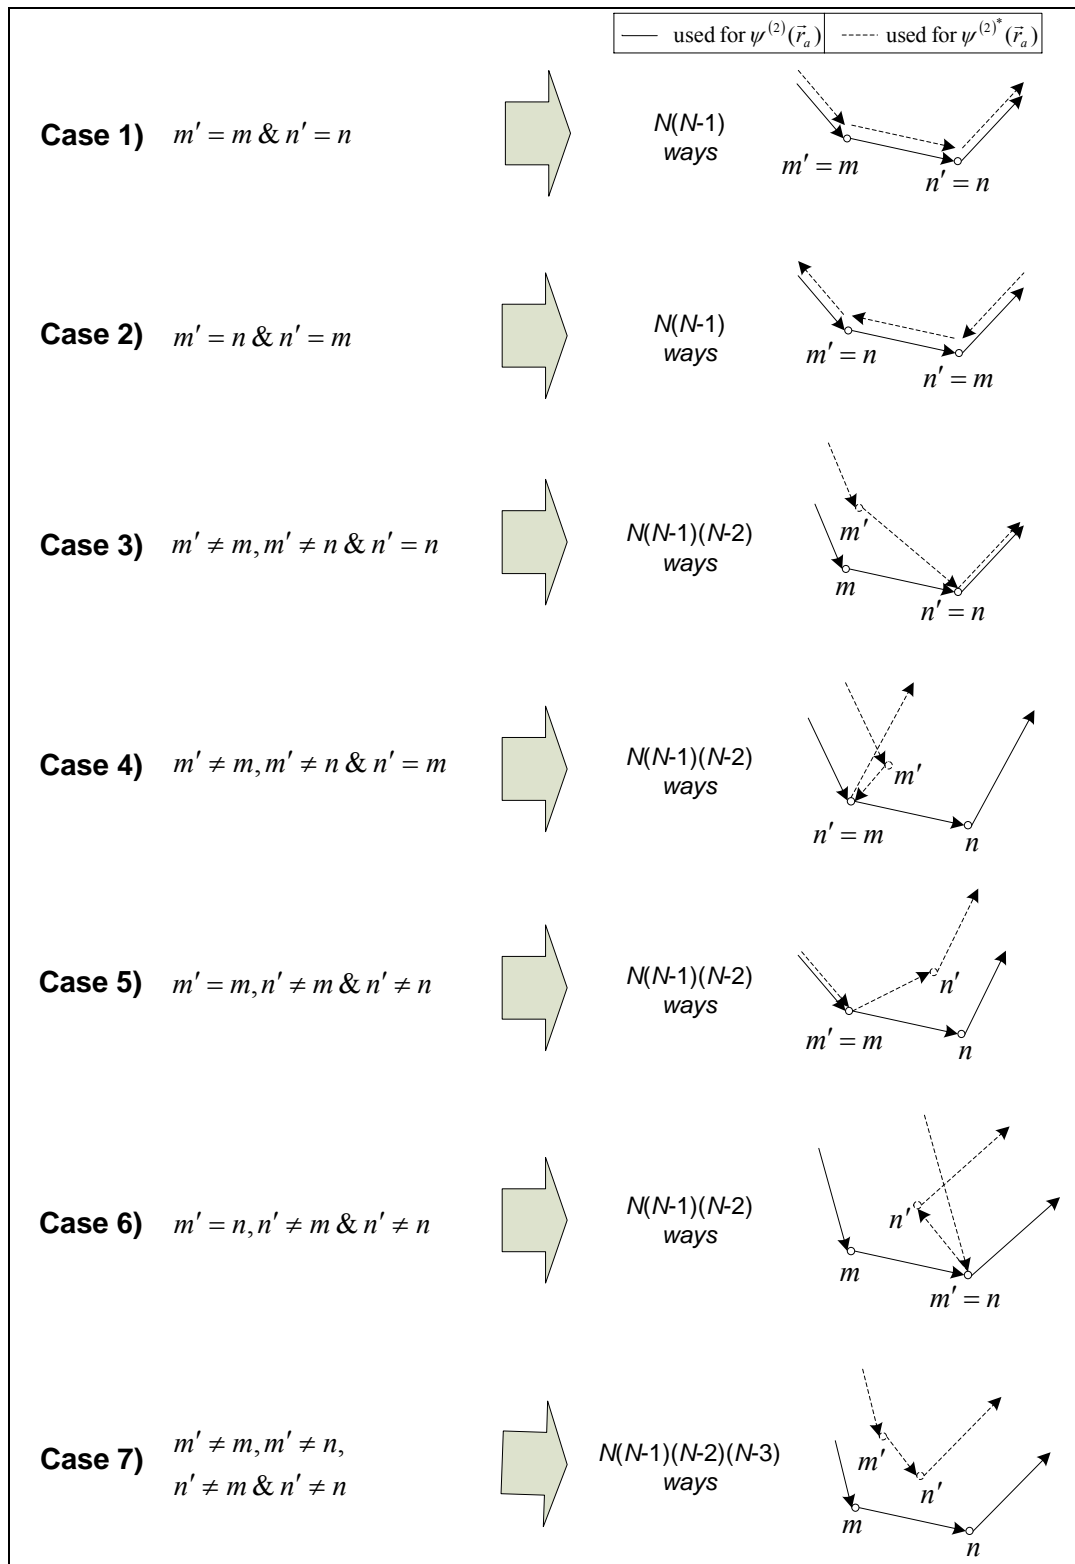 used for ψ^(2)(r⃗_a) used for ψ^(2)*(r⃗_a)
Case 1) m′ = m & n′ = n
N(N-1)
ways
m′ = m
n′ = n
Case 2) m′ = n & n′ = m
N(N-1)
ways
m′ = n
n′ = m
Case 3) m′ ≠ m, m′ ≠ n & n′ = n
N(N-1)(N-2)
ways
m′
m
n′ = n
Case 4) m′ ≠ m, m′ ≠ n & n′ = m
N(N-1)(N-2)
ways
m′
n′ = m
n
Case 5) m′ = m, n′ ≠ m & n′ ≠ n
N(N-1)(N-2)
ways
n′
m′ = m
n
Case 6) m′ = n, n′ ≠ m & n′ ≠ n
N(N-1)(N-2)
ways
n′
m
m′ = n
Case 7) m′ ≠ m, m′ ≠ n,
n′ ≠ m & n′ ≠ n
N(N-1)(N-2)(N-3)
ways
m′
n′
m
n